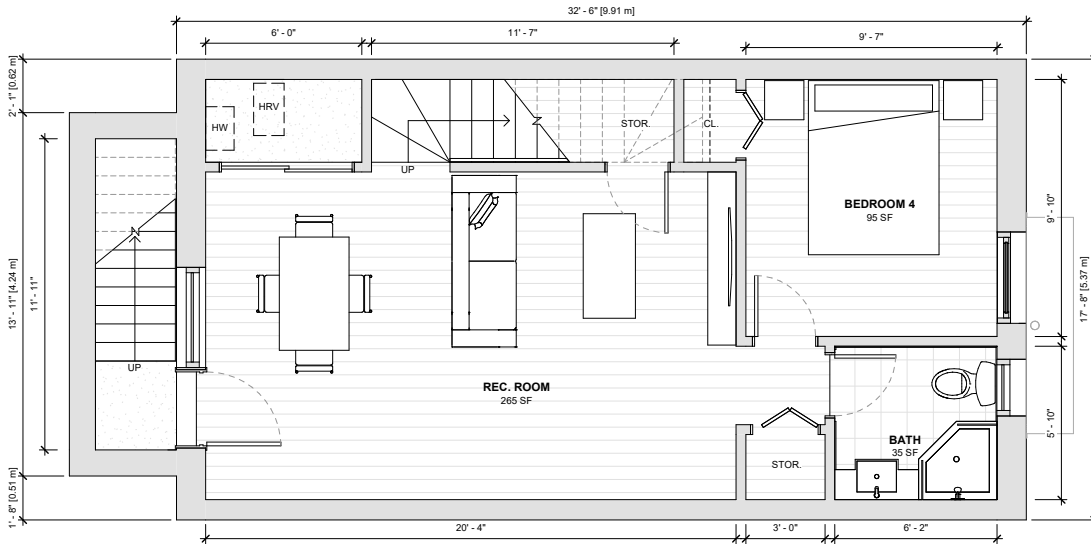 32' - 6" [9.91 m]
6' - 0"
11' - 7"
9' - 7"
2' - 1" [0.62 m]
13' - 11" [4.24 m]
11' - 11"
1' - 8" [0.51 m]
HRV
HW
STOR.
CL.
UP
BEDROOM 4
95 SF
9' - 10"
17' - 8" [5.37 m]
UP
REC. ROOM
265 SF
5' - 10"
BATH
35 SF
STOR.
20' - 4"
3' - 0"
6' - 2"